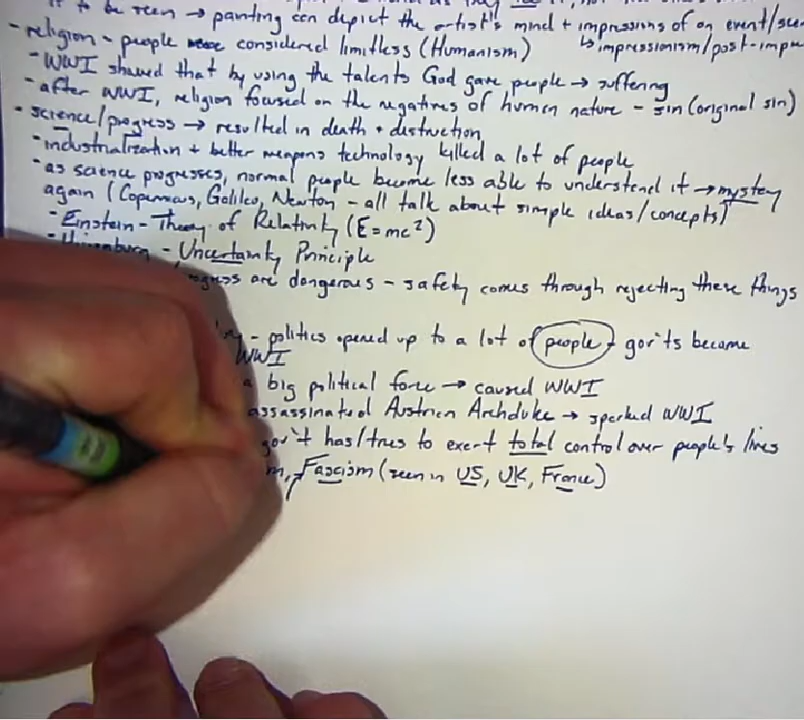 it to be seen → painting can depict the artist's mind + impressions of an event/scen
- religion - people considered limitless (Humanism) ↳ impressionism/post-impre
- WWI showed that by using the talents God gave people → suffering
- after WWI, religion focused on the negatives of human nature - sin (original sin)
- science/progress → resulted in death + destruction
- industrialization + better weapons technology killed a lot of people
- as science progresses, normal people become less able to understand it → mystery
again (Copernicus, Galileo, Newton - all talk about simple ideas/concepts)
- Einstein - Theory of Relativity (E=mc²)
- Uncertainty Principle
are dangerous - safety comes through rejecting these things
- politics opened up to a lot of people + gov'ts become
WWI
a big political force → caused WWI
assassinated Austrian Archduke → sparked WWI
gov't has/tries to exert total control over people's lives
m, Fascism (seen in US, UK, France)